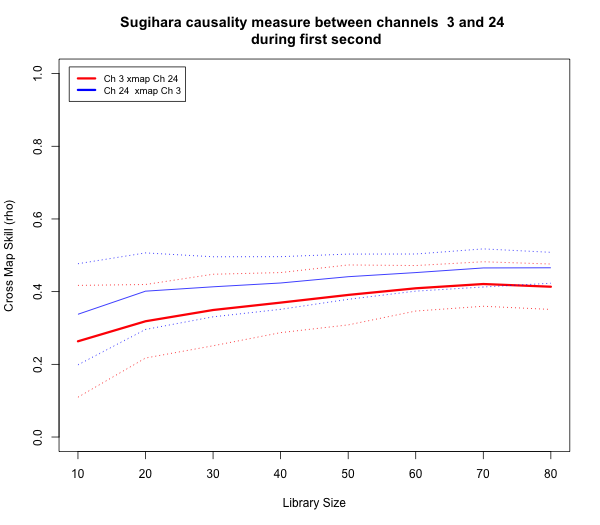 Sugihara causality measure between channels  3 and 24
during first second
Ch 3 xmap Ch 24
Ch 24  xmap Ch 3
Cross Map Skill (rho)
1.0
0.8
0.6
0.4
0.2
0.0
10 20 30 40 50 60 70 80
Library Size